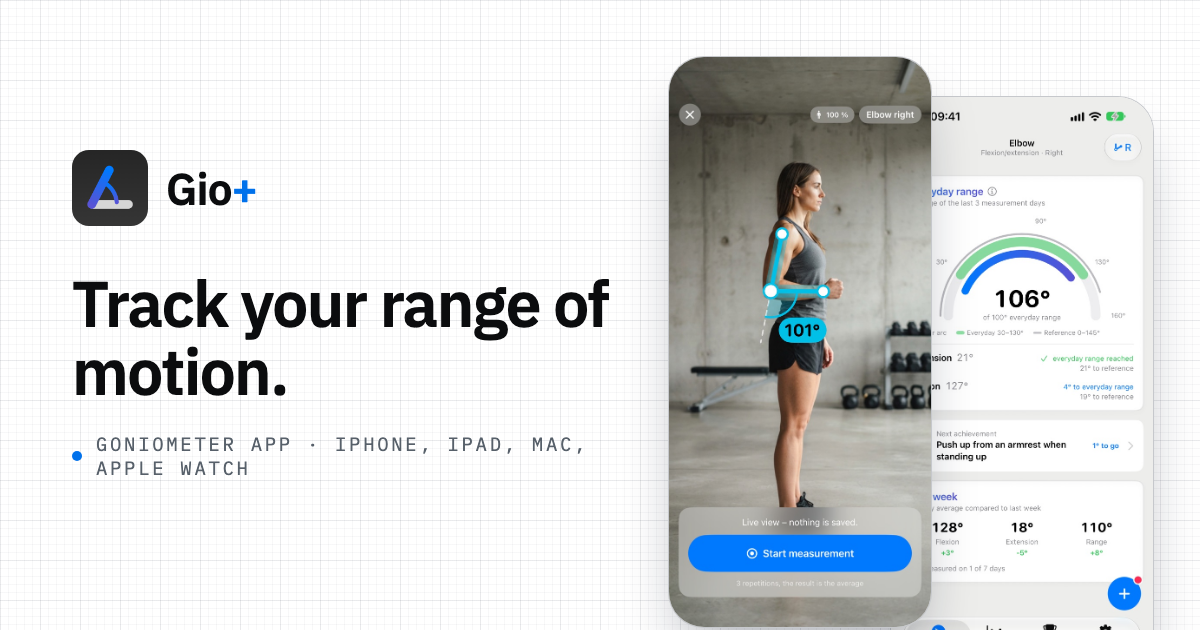 Gio+
Track your range of
motion.
GONIOMETER APP · IPHONE, IPAD, MAC,
APPLE WATCH
100 %
Elbow right
101°
Live view – nothing is saved.
Start measurement
3 repetitions, the result is the average
09:41
Elbow
Flexion/extension · Right
R
yday range
e of the last 3 measurement days
90°
30°
130°
160°
106°
of 100° everyday range
r arc
Everyday 30–130°
Reference 0–145°
nsion 21°
everyday range reached
21° to reference
on 127°
4° to everyday range
19° to reference
Next achievement
Push up from an armrest when
standing up
1° to go
week
y average compared to last week
128° 18° 110°
Flexion Extension Range
+3° -5° +8°
easured on 1 of 7 days